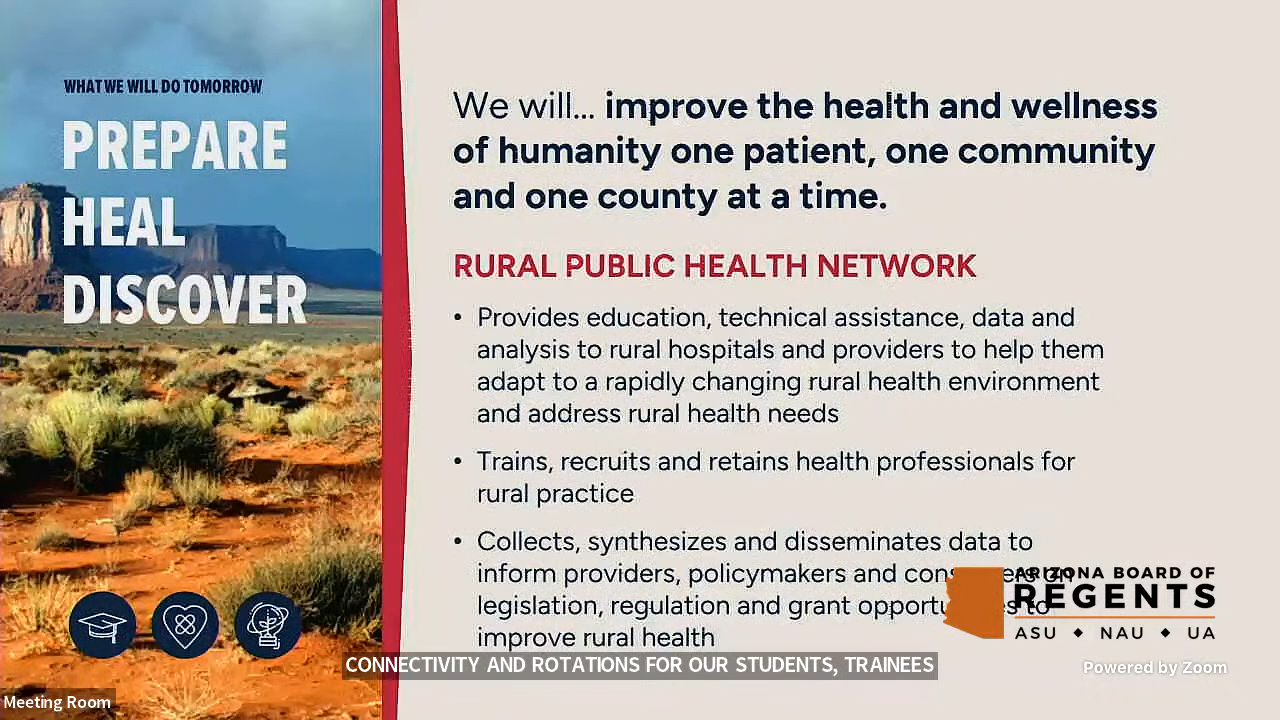 WHAT WE WILL DO TOMORROW
PREPARE
HEAL
DISCOVER
We will... improve the health and wellness
of humanity one patient, one community
and one county at a time.
RURAL PUBLIC HEALTH NETWORK
• Provides education, technical assistance, data and
analysis to rural hospitals and providers to help them
adapt to a rapidly changing rural health environment
and address rural health needs
• Trains, recruits and retains health professionals for
rural practice
• Collects, synthesizes and disseminates data to
inform providers, policymakers and on
legislation, regulation and grant to
improve rural health
ARIZONA BOARD OF
REGENTS
ASU ◆ NAU ◆ UA
CONNECTIVITY AND ROTATIONS FOR OUR STUDENTS, TRAINEES
Powered by Zoom
Meeting Room